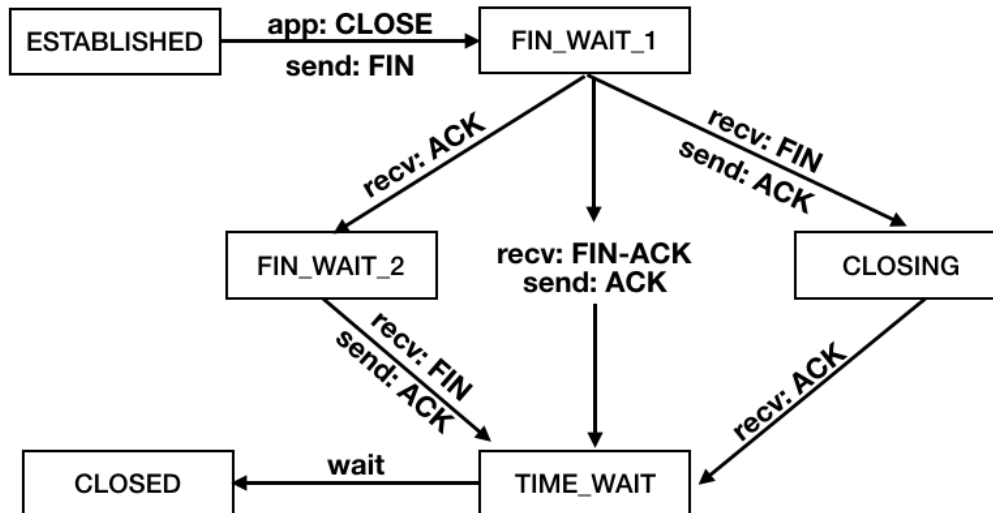 ESTABLISHED
app: CLOSE
send: FIN
FIN_WAIT_1
recv: ACK
recv: FIN
send: ACK
FIN_WAIT_2
recv: FIN-ACK
send: ACK
CLOSING
recv: FIN
send: ACK
recv: ACK
CLOSED
wait
TIME_WAIT